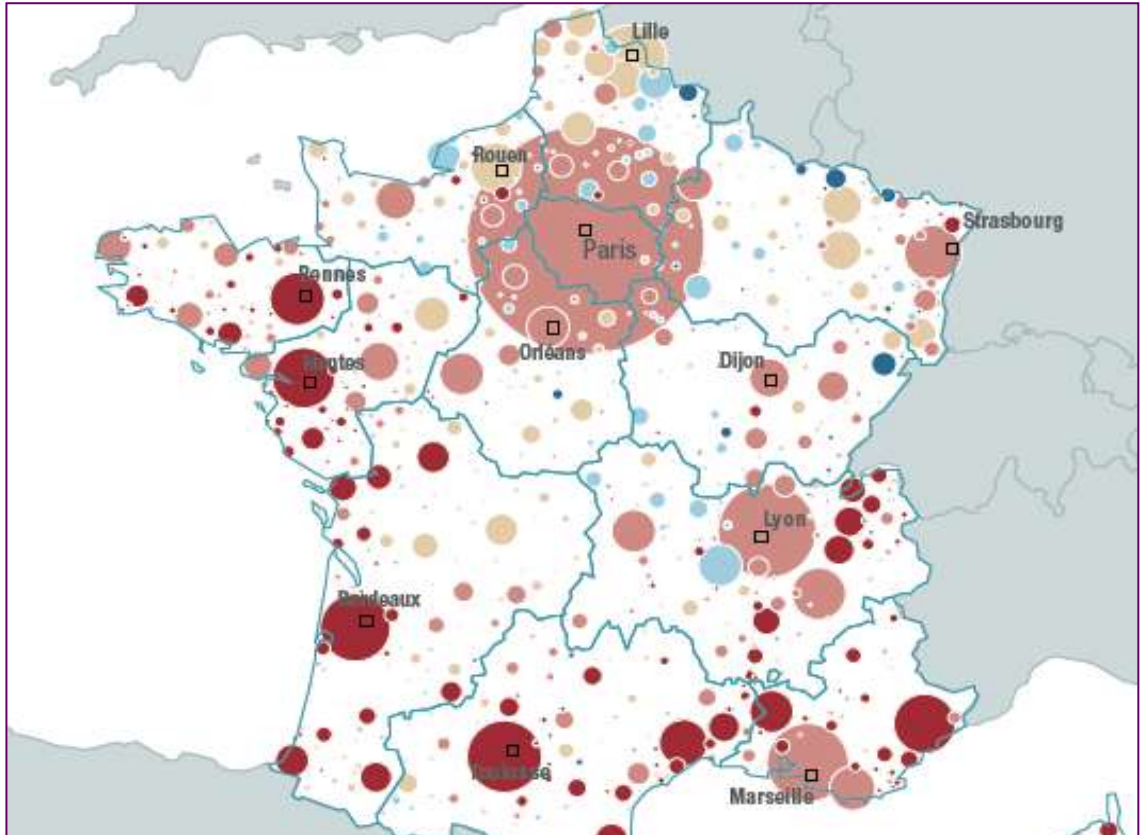 Lille
Rouen
Strasbourg
Paris
Rennes
Orléans
Dijon
Nantes
Lyon
Bordeaux
Toulouse
Marseille